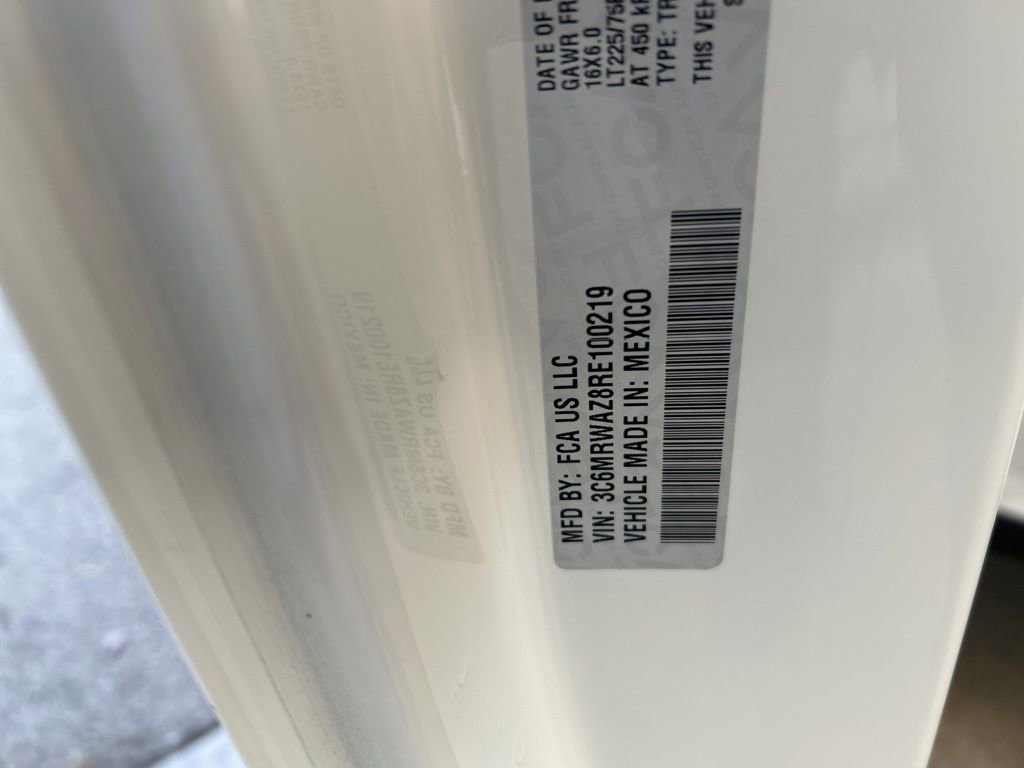 MFD BY: FCA US LLC
VIN: 3C6MRWAZ8RE100219
VEHICLE MADE IN: MEXICO
DATE OF
GAWR FR
16X6.0
LT225/75
AT 450
TYPE: TR
THIS VEH